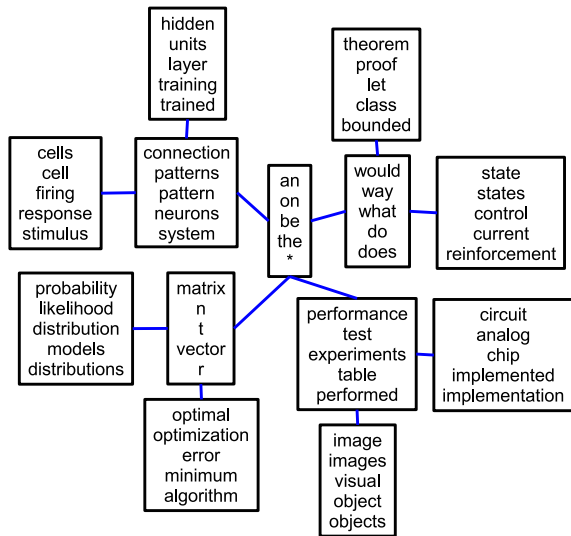 hidden
units
layer
training
trained
theorem
proof
let
class
bounded
cells
cell
firing
response
stimulus
connection
patterns
pattern
neurons
system
an
on
be
the
*
would
way
what
do
does
state
states
control
current
reinforcement
probability
likelihood
distribution
models
distributions
matrix
n
t
vector
r
performance
test
experiments
table
performed
circuit
analog
chip
implemented
implementation
optimal
optimization
error
minimum
algorithm
image
images
visual
object
objects